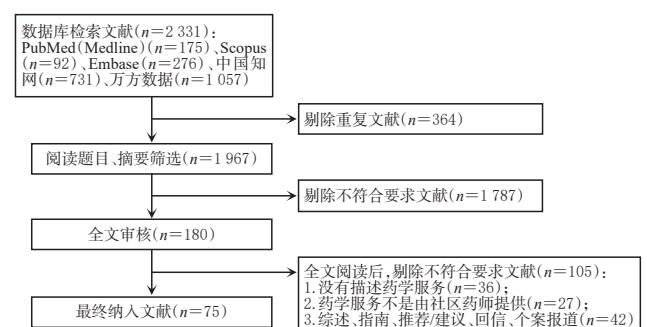 数据库检索文献(n=2 331):
PubMed(Medline)(n=175)、Scopus
(n=92)、Embase(n=276)、中国知
网(n=731)、万方数据(n=1 057)
剔除重复文献(n=364)
阅读题目、摘要筛选(n=1 967)
剔除不符合要求文献(n=1 787)
全文审核(n=180)
全文阅读后,剔除不符合要求文献(n=105):
1.没有描述药学服务(n=36);
2.药学服务不是由社区药师提供(n=27);
3.综述、指南、推荐/建议、回信、个案报道(n=42)
最终纳入文献(n=75)